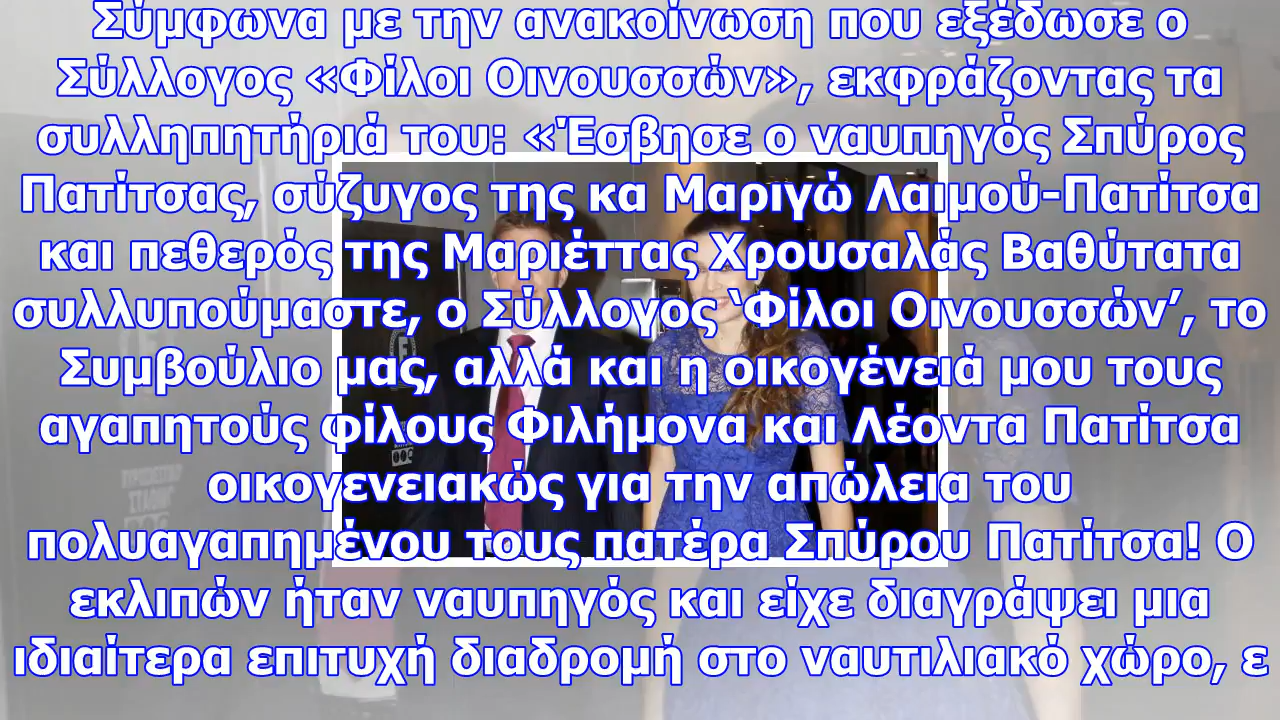 Σύμφωνα με την ανακοίνωση που εξέδωσε ο
Σύλλογος «Φίλοι Οινουσσών», εκφράζοντας τα
συλληπητήριά του: «Έσβησε ο ναυπηγός Σπύρος
Πατίτσας, σύζυγος της κα Μαριγώ Λαιμού-Πατίτσα
και πεθερός της Μαριέττας Χρουσαλάς Βαθύτατα
συλλυπούμαστε, ο Σύλλογος ‘Φίλοι Οινουσσών’, το
Συμβούλιο μας, αλλά και η οικογένειά μου τους
αγαπητούς φίλους Φιλήμονα και Λέοντα Πατίτσα
οικογενειακώς για την απώλεια του
πολυαγαπημένου τους πατέρα Σπύρου Πατίτσα! Ο
εκλιπών ήταν ναυπηγός και είχε διαγράψει μια
ιδιαίτερα επιτυχή διαδρομή στο ναυτιλιακό χώρο, ε